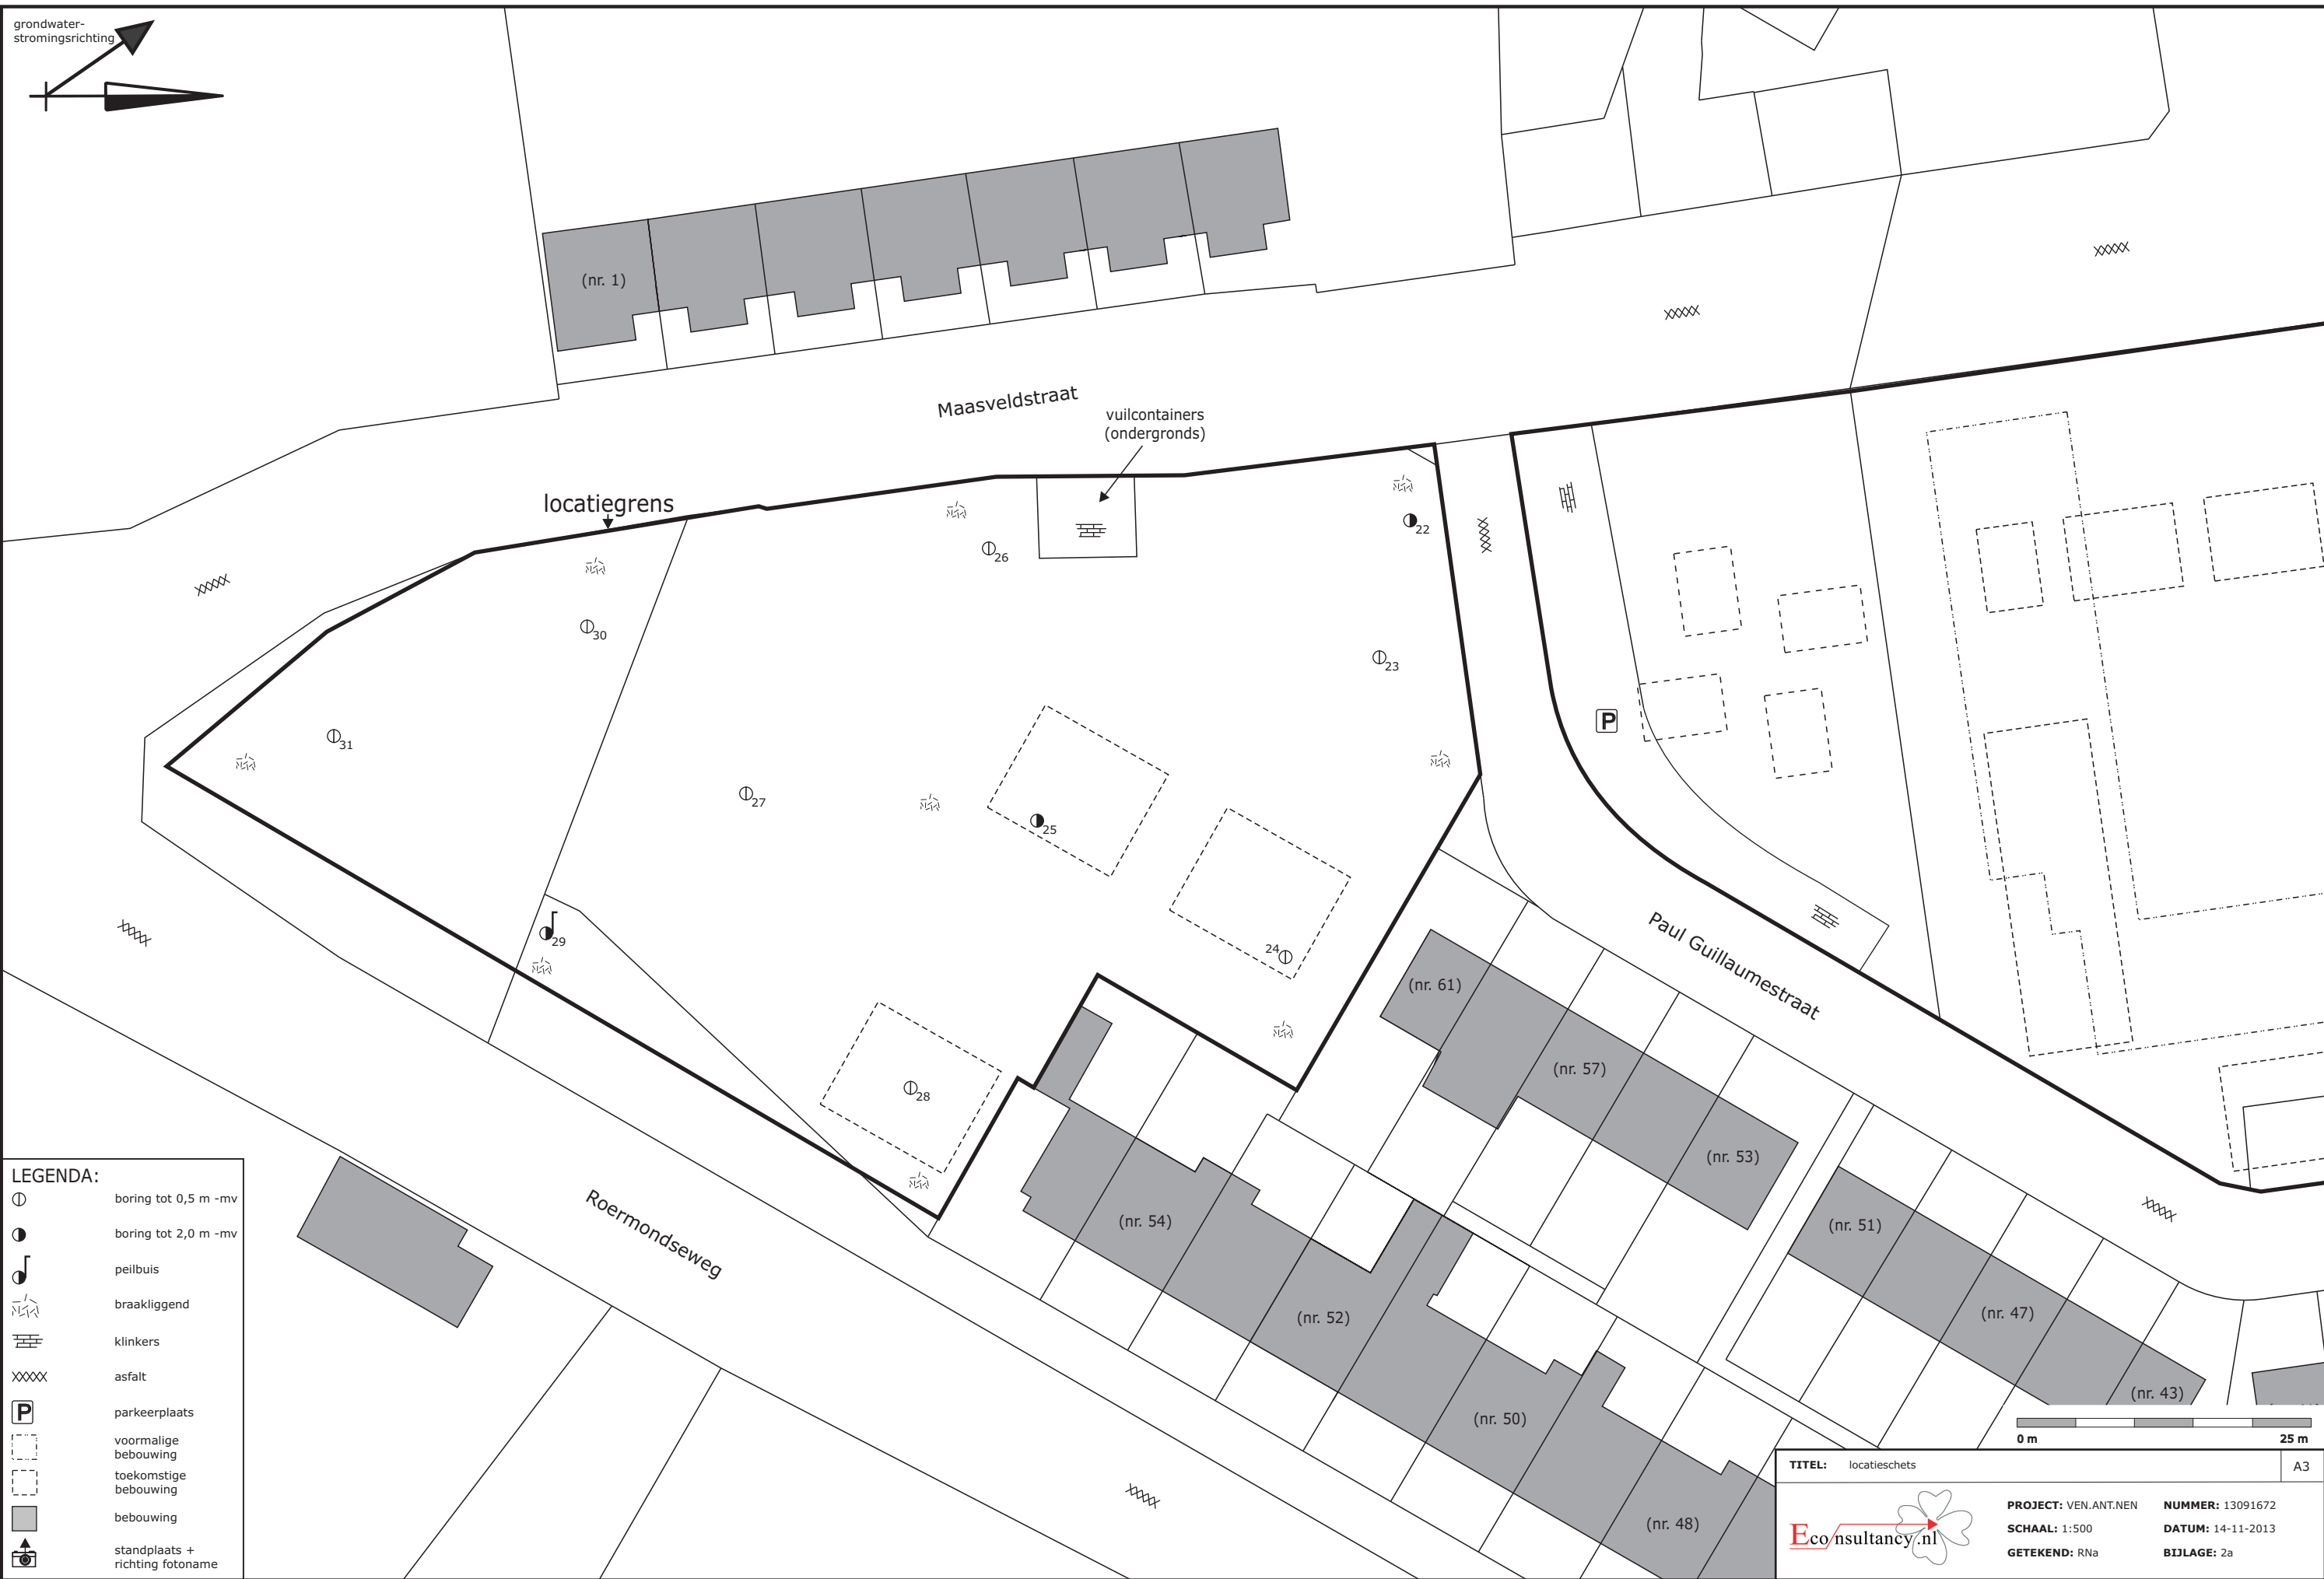 grondwater-
stromingsrichting
(nr. 1)
Maasveldstraat
vuilcontainers
(ondergronds)
locatiegrens
22
26
30
23
31
27
25
P
29
24
28
Paul Guillaumestraat
(nr. 61)
(nr. 57)
(nr. 53)
(nr. 54)
(nr. 51)
(nr. 52)
(nr. 47)
(nr. 50)
(nr. 43)
(nr. 48)
Roermondseweg
LEGENDA:
boring tot 0,5 m -mv
boring tot 2,0 m -mv
peilbuis
braakliggend
klinkers
asfalt
P
parkeerplaats
voormalige
bebouwing
toekomstige
bebouwing
bebouwing
standplaats +
richting fotoname
0 m
25 m
TITEL: locatieschets
A3
Econsultancy.nl
PROJECT: VEN.ANT.NEN
NUMMER: 13091672
SCHAAL: 1:500
DATUM: 14-11-2013
GETEKEND: RNa
BIJLAGE: 2a